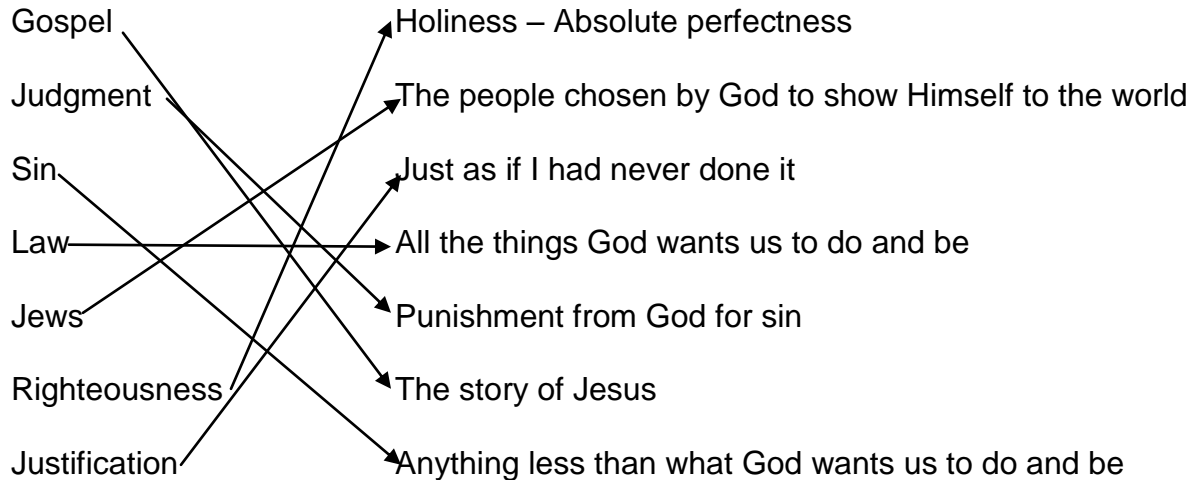 Gospel Holiness – Absolute perfectness
Judgment The people chosen by God to show Himself to the world
Sin Just as if I had never done it
Law All the things God wants us to do and be
Jews Punishment from God for sin
Righteousness The story of Jesus
Justification Anything less than what God wants us to do and be